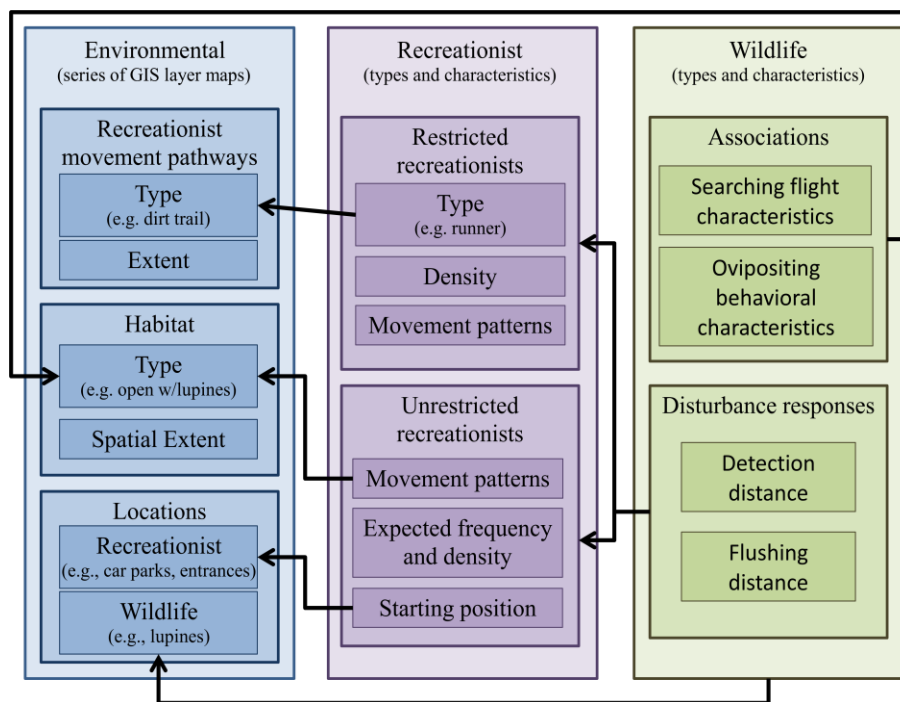 Environmental
(series of GIS layer maps)
Recreationist
movement pathways
Type
(e.g. dirt trail)
Extent
Habitat
Type
(e.g. open w/lupines)
Spatial Extent
Locations
Recreationist
(e.g., car parks, entrances)
Wildlife
(e.g., lupines)
Recreationist
(types and characteristics)
Restricted
recreationists
Type
(e.g. runner)
Density
Movement patterns
Unrestricted
recreationists
Movement patterns
Expected frequency
and density
Starting position
Wildlife
(types and characteristics)
Associations
Searching flight
characteristics
Ovipositing
behavioral
characteristics
Disturbance responses
Detection
distance
Flushing
distance